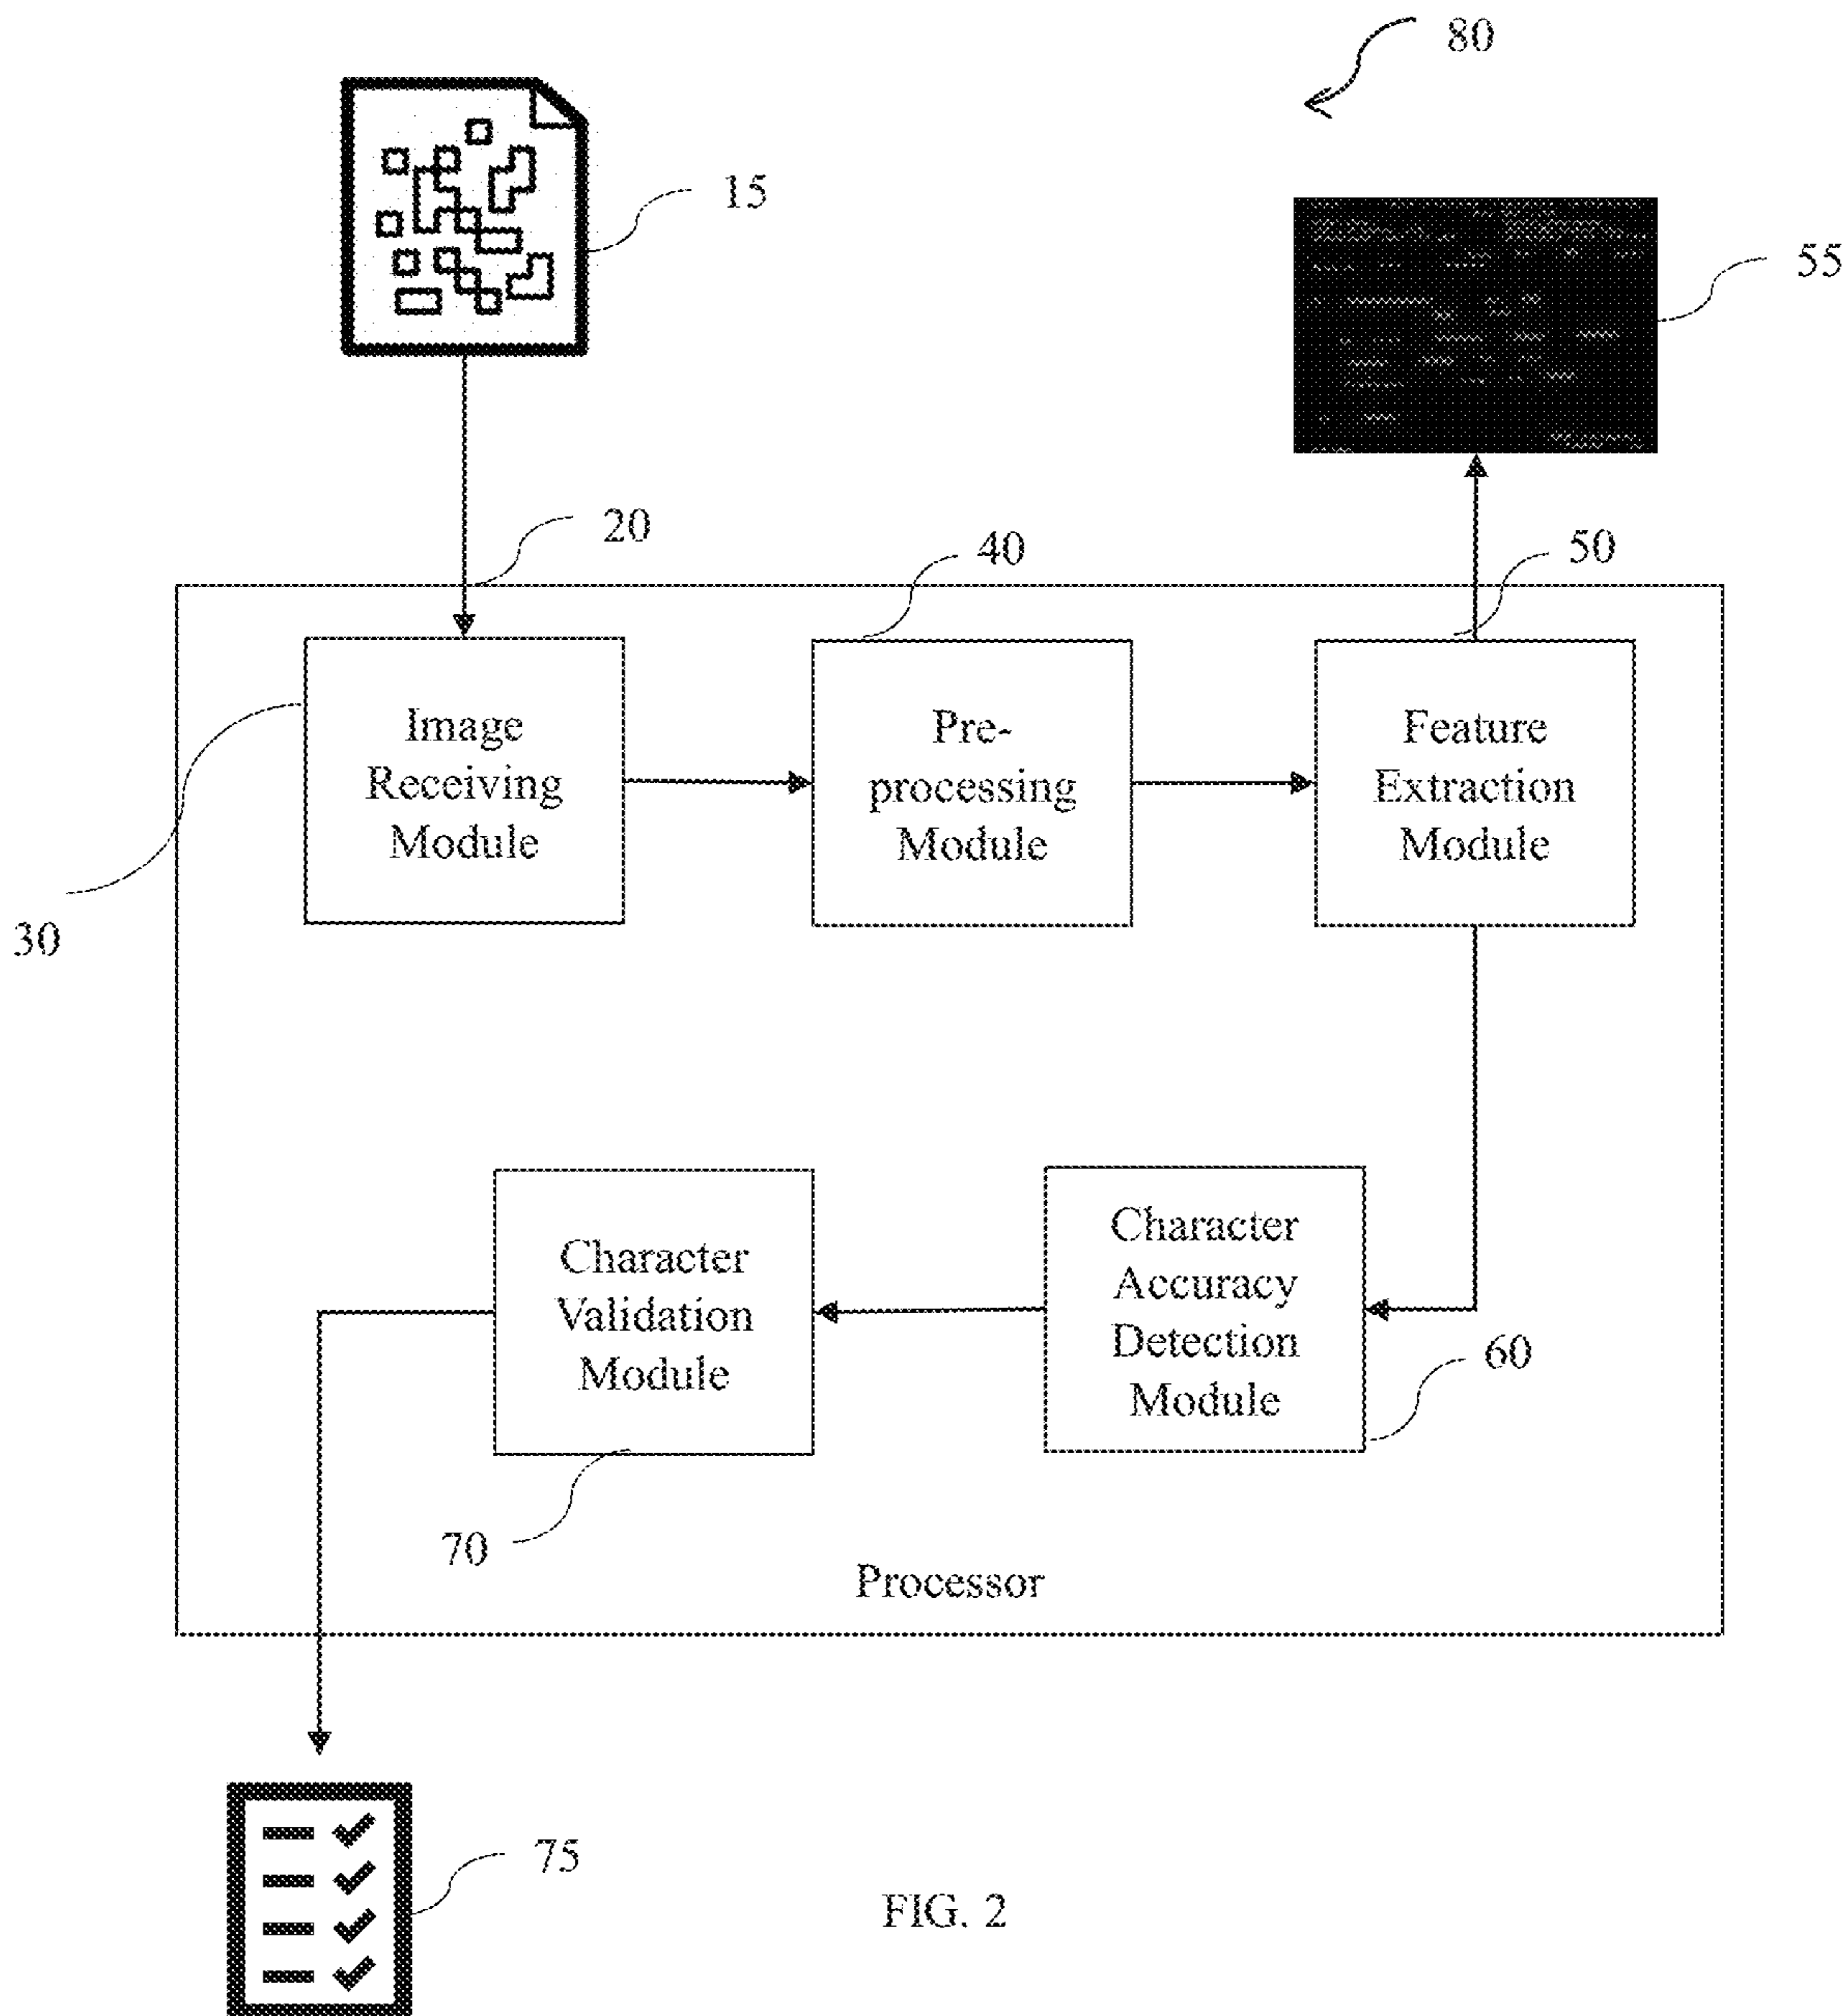 80
15
55
20
40
50
Image
Receiving
Module
Pre-
processing
Module
Feature
Extraction
Module
30
Character
Validation
Module
Character
Accuracy
Detection
Module
60
70
Processor
75
FIG. 2